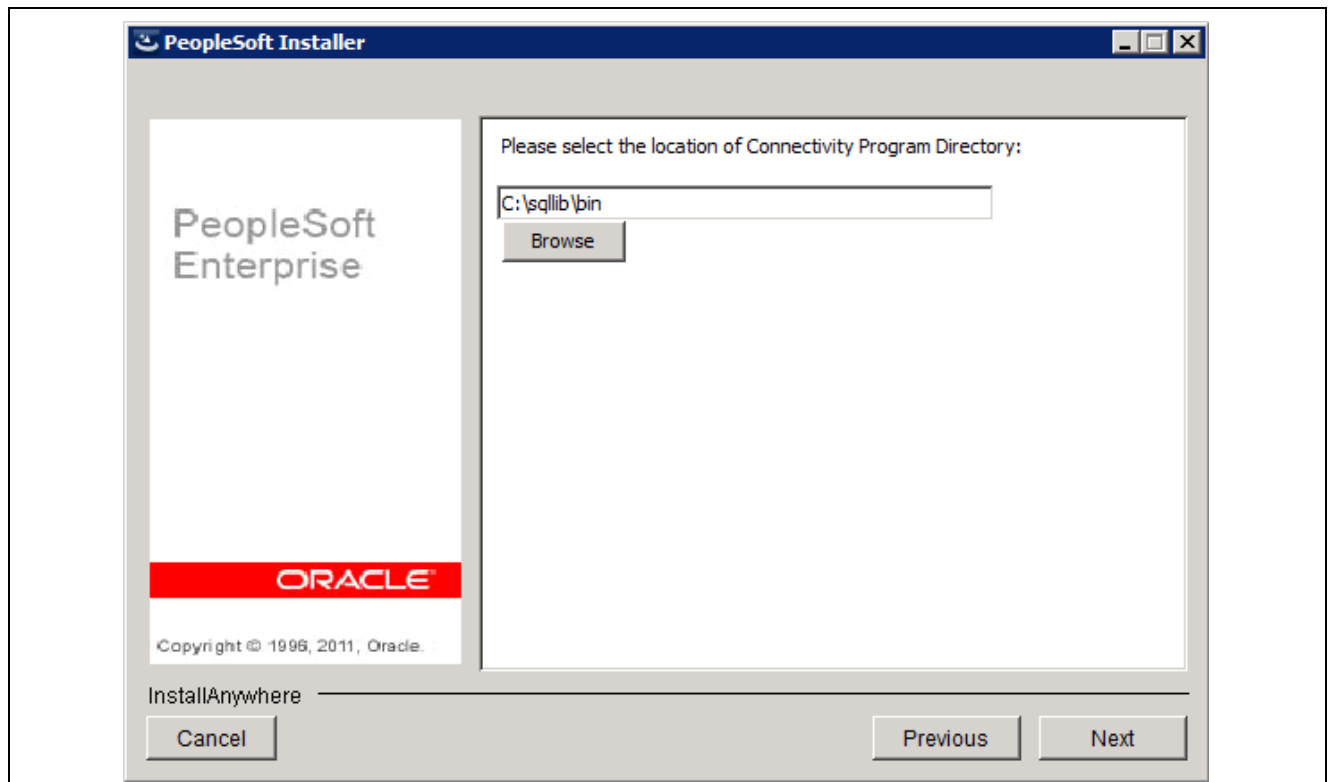 PeopleSoft Installer
Please select the location of Connectivity Program Directory:
C:\sqllib\bin
Browse
PeopleSoft
Enterprise
ORACLE
Copyright © 1996, 2011, Oracle.
InstallAnywhere
Cancel
Previous
Next